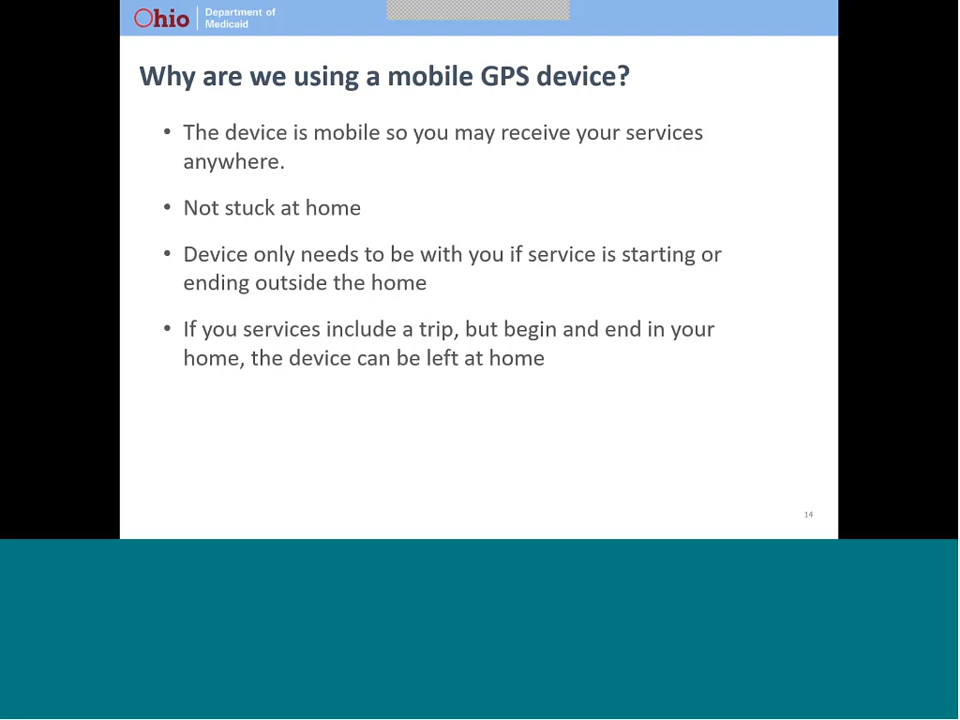 Ohio
Department of
Medicaid
Why are we using a mobile GPS device?
• The device is mobile so you may receive your services
anywhere.
• Not stuck at home
• Device only needs to be with you if service is starting or
ending outside the home
• If you services include a trip, but begin and end in your
home, the device can be left at home
14